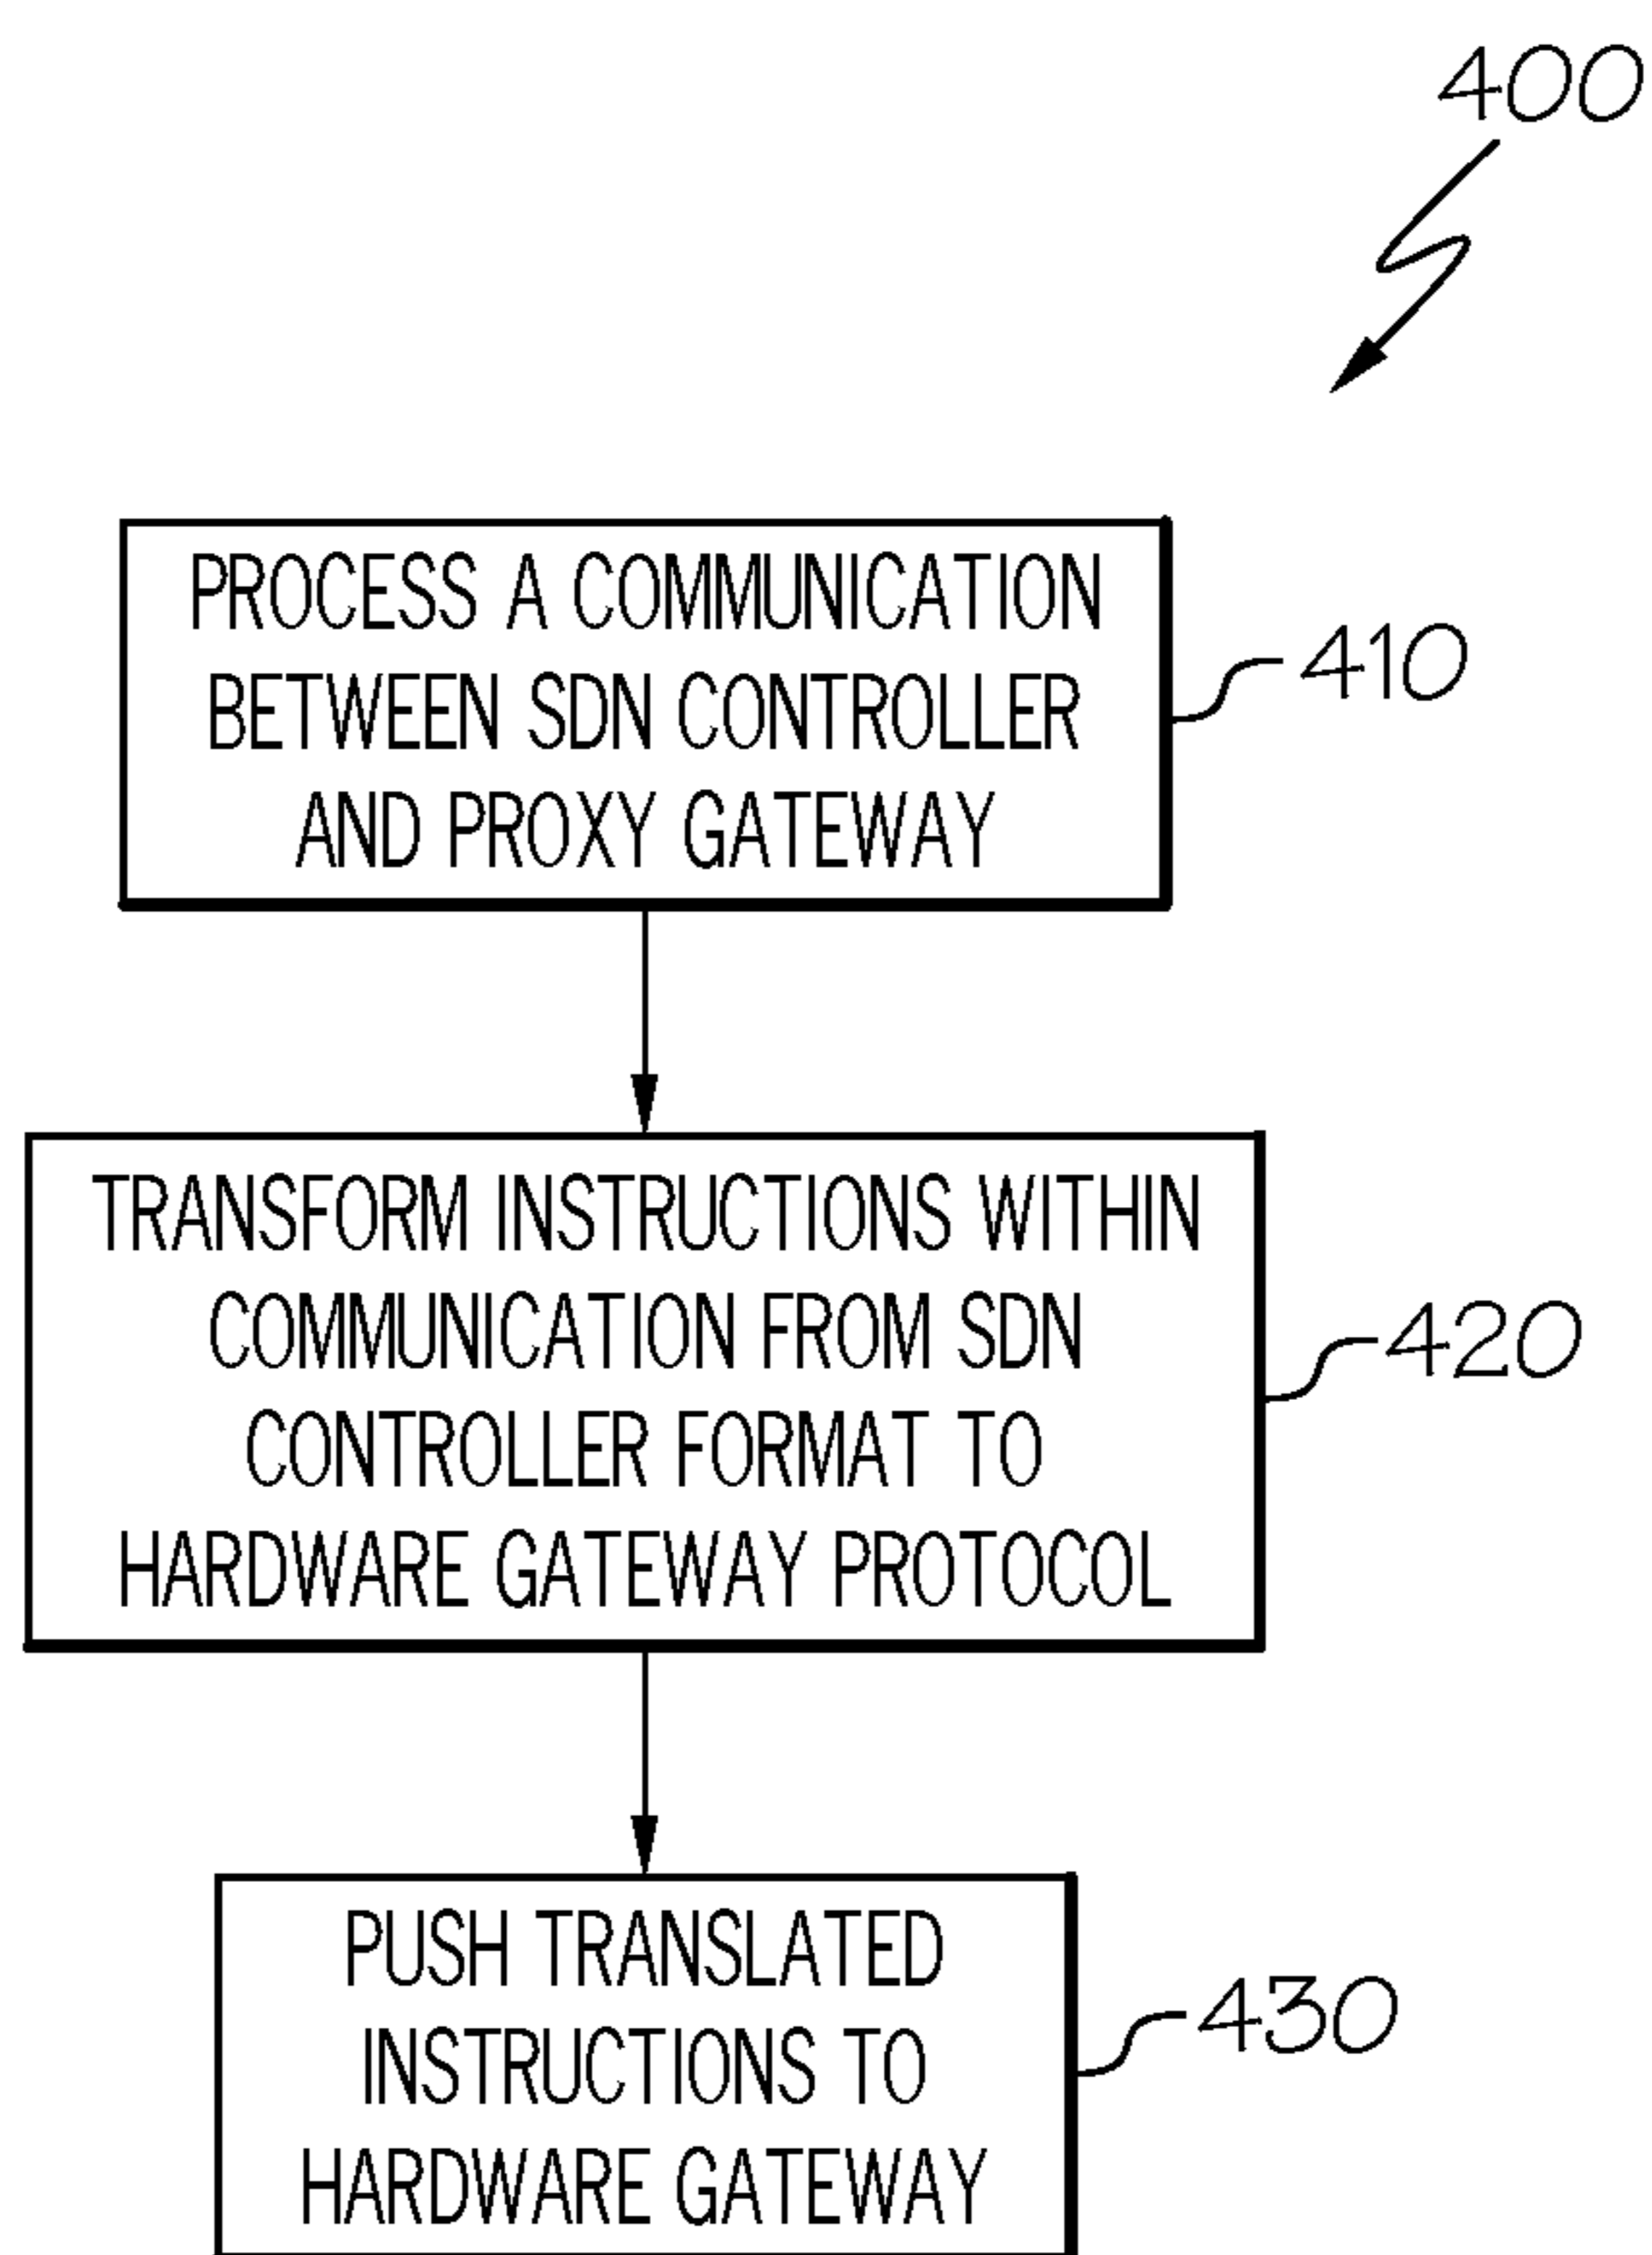 400
PROCESS A COMMUNICATION
BETWEEN SDN CONTROLLER
AND PROXY GATEWAY
410
TRANSFORM INSTRUCTIONS WITHIN
COMMUNICATION FROM SDN
CONTROLLER FORMAT TO
HARDWARE GATEWAY PROTOCOL
420
PUSH TRANSLATED
INSTRUCTIONS TO
HARDWARE GATEWAY
430